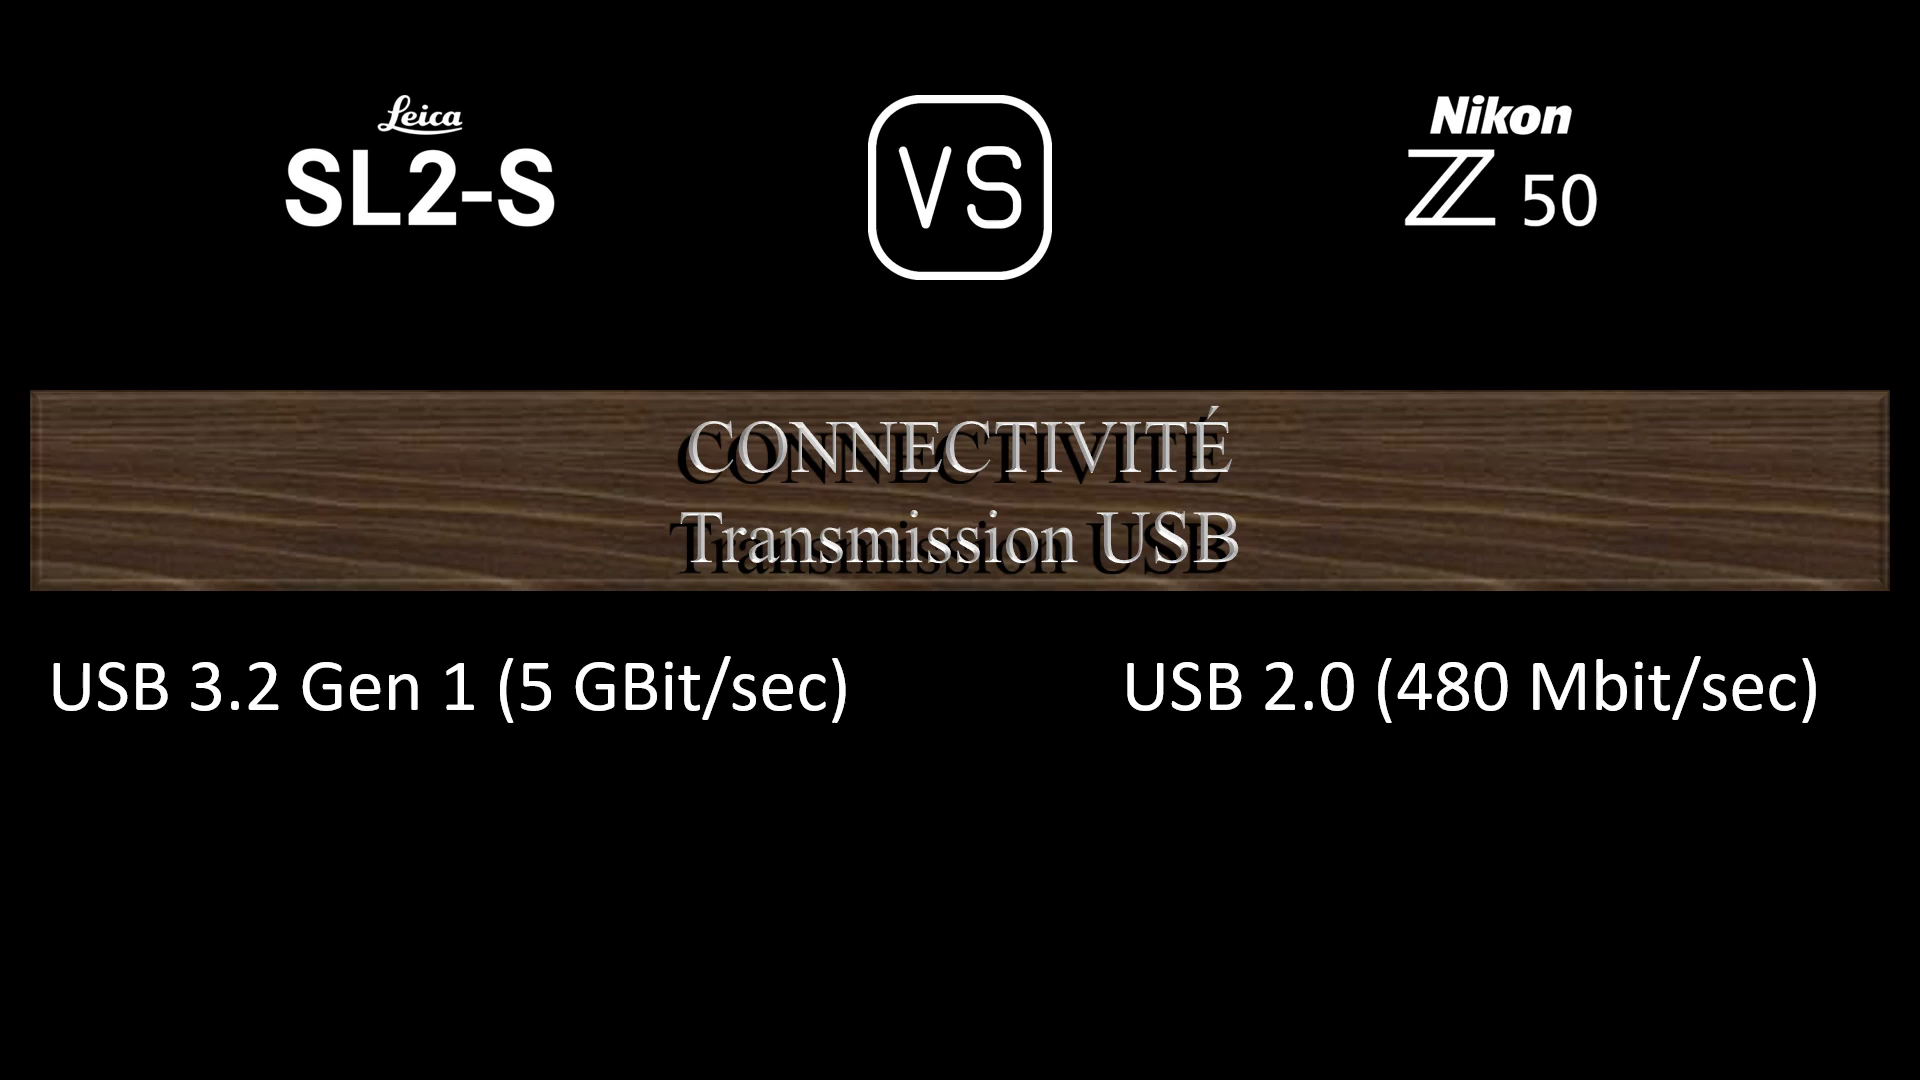 Leica
SL2-S
VS
Nikon
Z 50
CONNECTIVITÉ
Transmission USB
USB 3.2 Gen 1 (5 GBit/sec)
USB 2.0 (480 Mbit/sec)